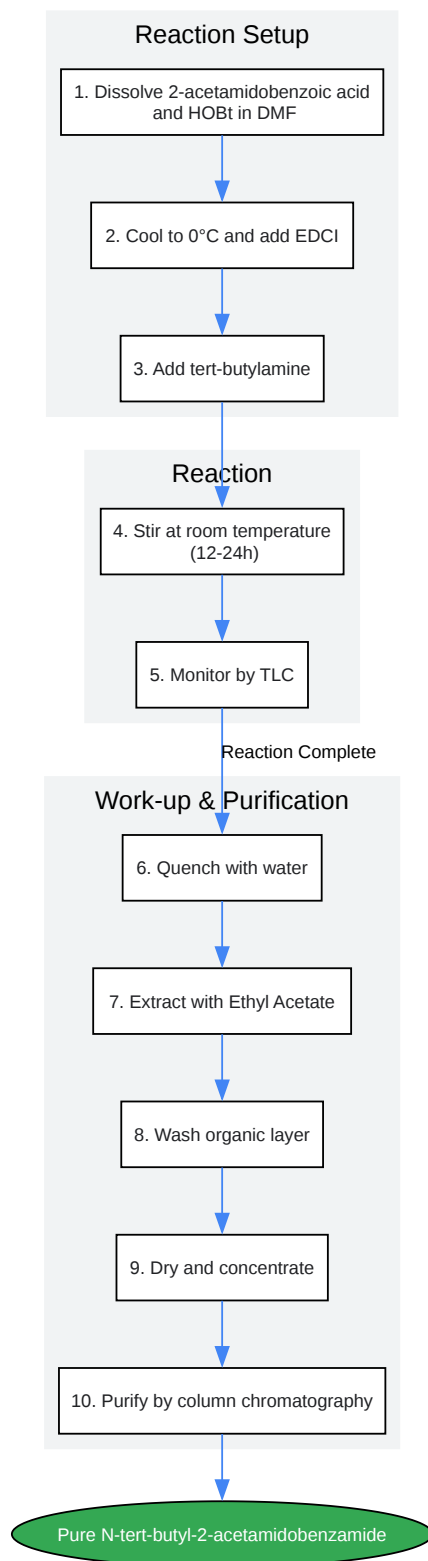 Reaction Setup
1. Dissolve 2-acetamidobenzoic acid
and HOBt in DMF
2. Cool to 0°C and add EDCI
3. Add tert-butylamine
Reaction
4. Stir at room temperature
(12-24h)
5. Monitor by TLC
Reaction Complete
Work-up & Purification
6. Quench with water
7. Extract with Ethyl Acetate
8. Wash organic layer
9. Dry and concentrate
10. Purify by column chromatography
Pure N-tert-butyl-2-acetamidobenzamide